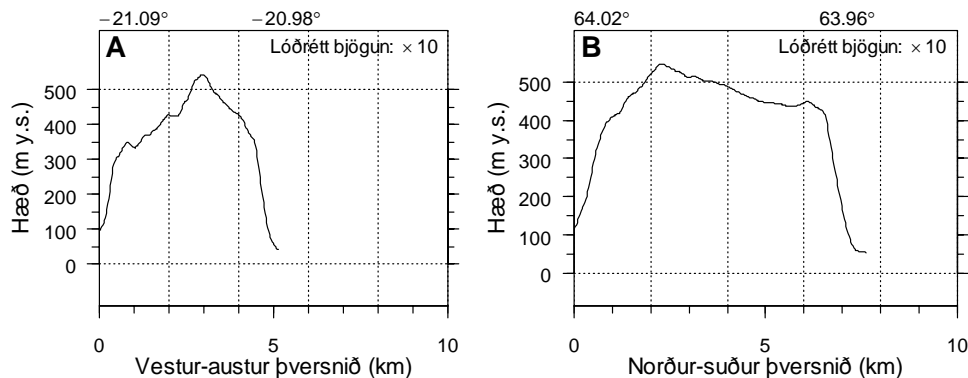 −21.09° −20.98°
A Lóðrétt bjögun: × 10
Hæð (m y.s.)
500
400
300
200
100
0
0 5 10
Vestur-austur þversnið (km)
64.02° 63.96°
B Lóðrétt bjögun: × 10
Hæð (m y.s.)
500
400
300
200
100
0
0 5 10
Norður-suður þversnið (km)